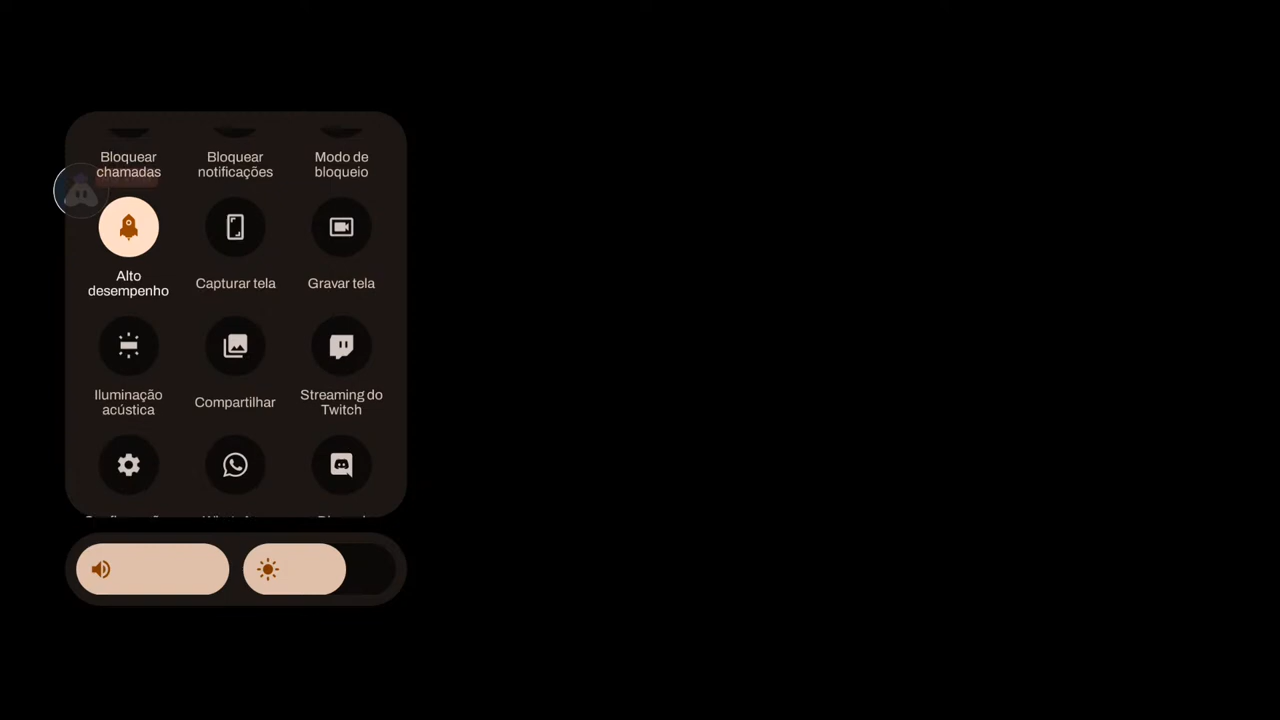 Bloquear
chamadas
Bloquear
notificações
Modo de
bloqueio
Alto
desempenho
Capturar tela
Gravar tela
Iluminação
acústica
Compartilhar
Streaming do
Twitch